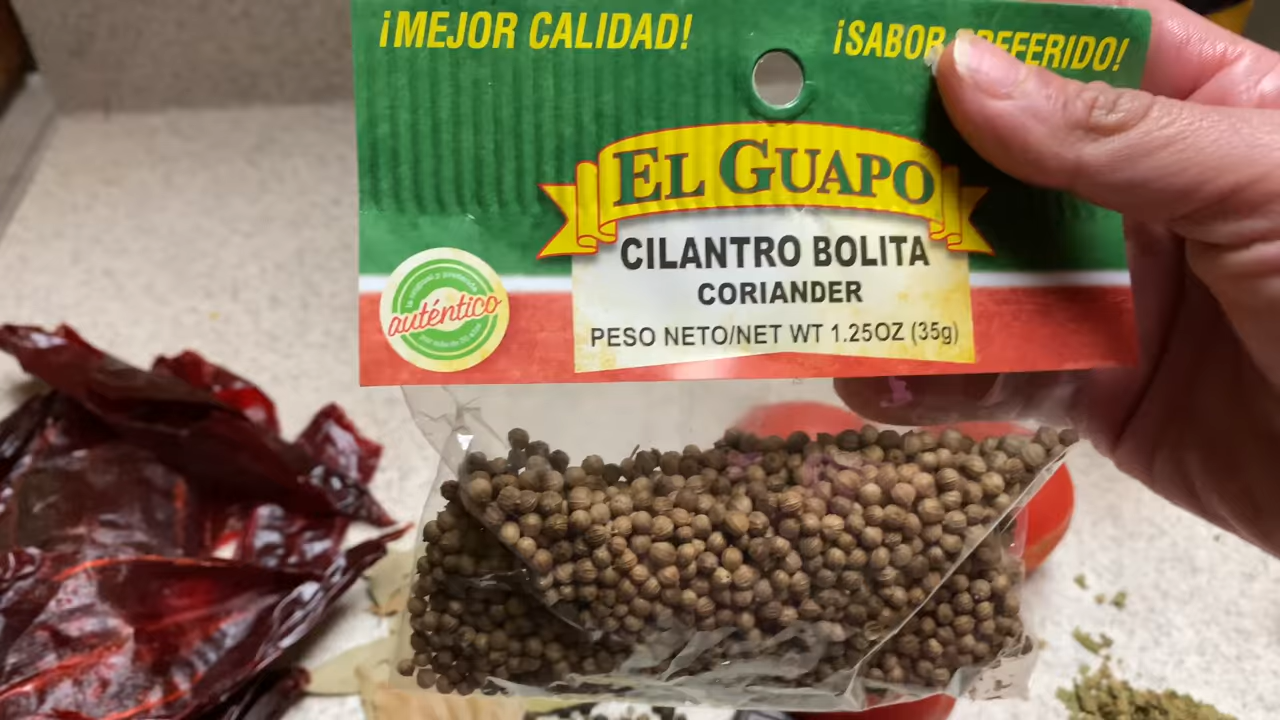 ¡MEJOR CALIDAD!
¡SABOR PREFERIDO!
EL GUAPO
CILANTRO BOLITA
CORIANDER
PESO NETO/NET WT 1.25OZ (35g)
auténtico